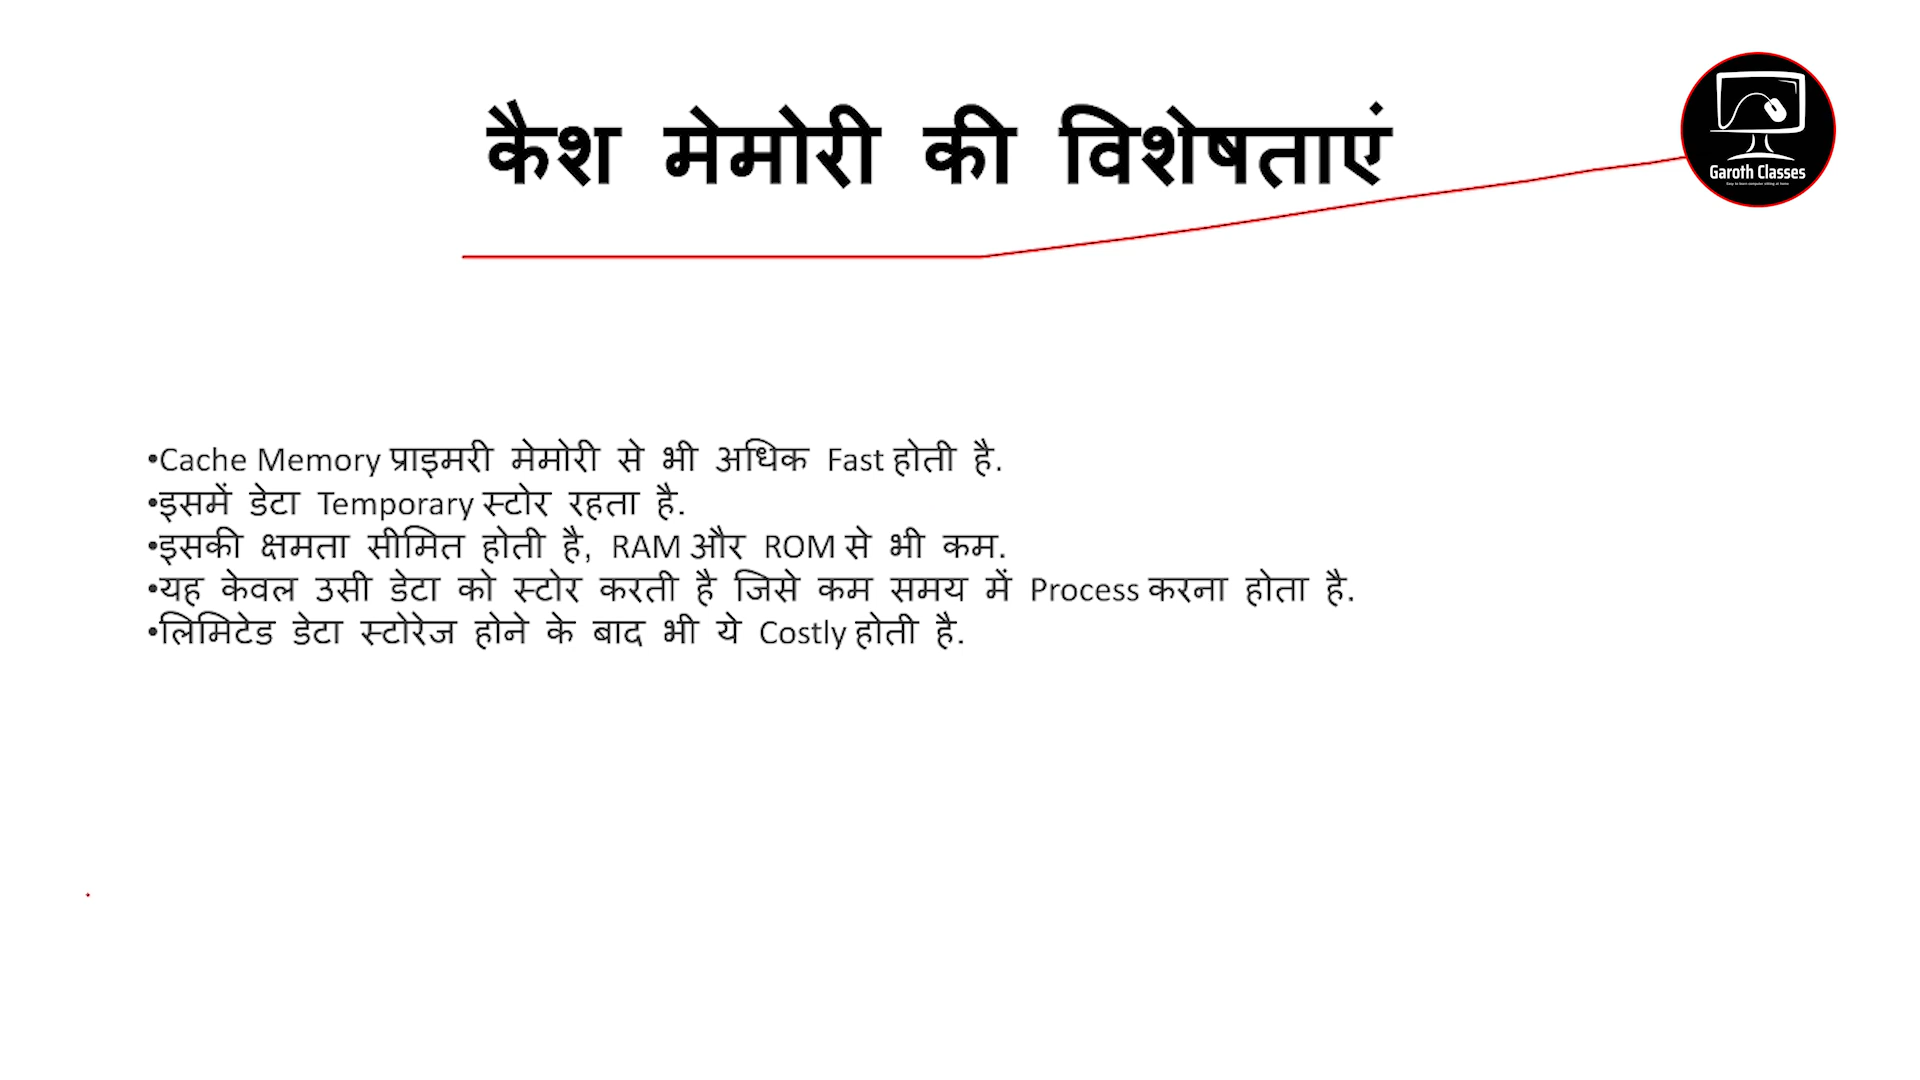 कैश मेमोरी की विशेषताएं
Garoth Classes
•Cache Memory प्राइमरी मेमोरी से भी अधिक Fast होती है.
•इसमें डेटा Temporary स्टोर रहता है.
•इसकी क्षमता सीमित होती है, RAM और ROM से भी कम.
•यह केवल उसी डेटा को स्टोर करती है जिसे कम समय में Process करना होता है.
•लिमिटेड डेटा स्टोरेज होने के बाद भी ये Costly होती है.